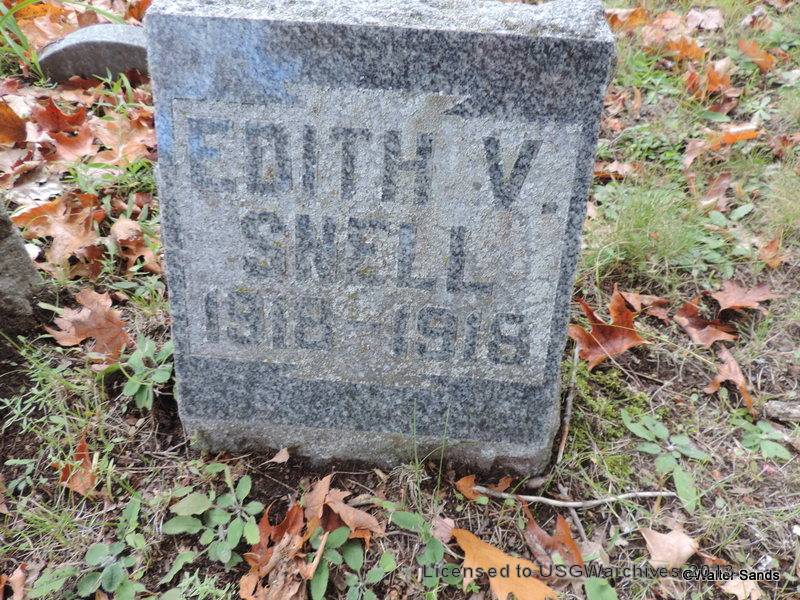 EDITH V.
SNELL
1918-1918
Licensed to USGWarchives 2013
©Walter Sands